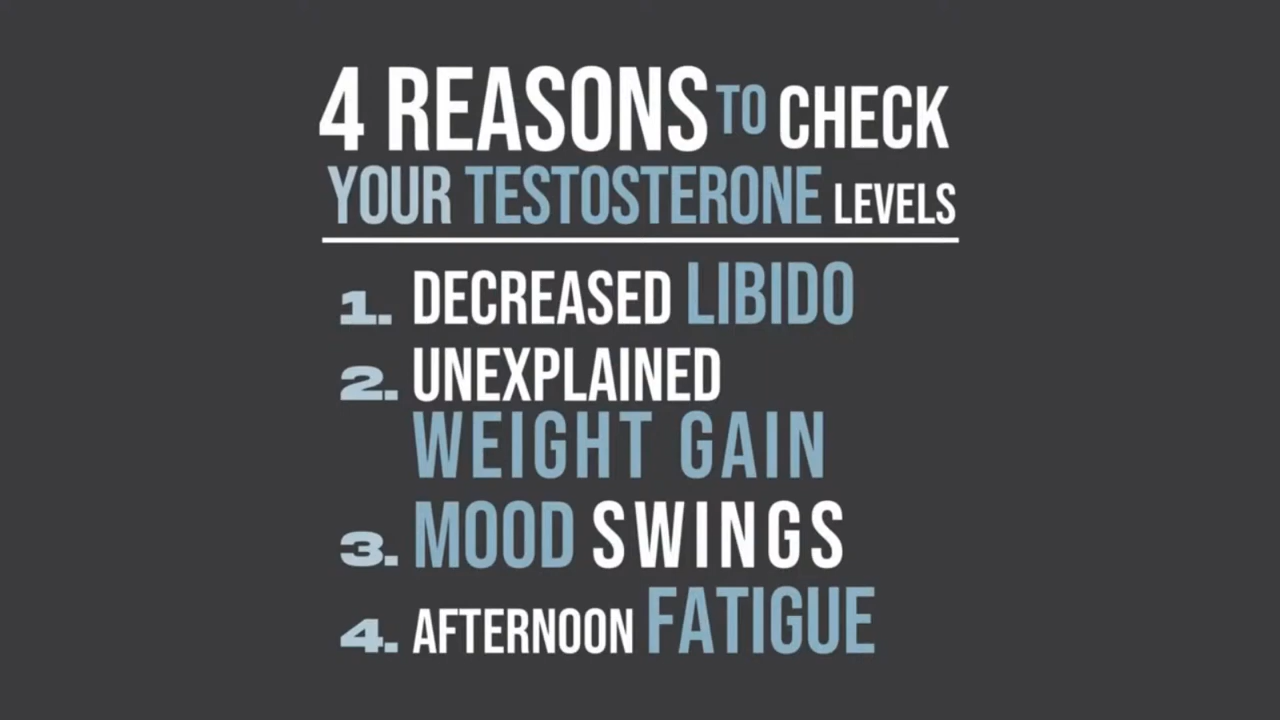 4 REASONS TO CHECK
YOUR TESTOSTERONE LEVELS
1. DECREASED LIBIDO
2. UNEXPLAINED
WEIGHT GAIN
3. MOOD SWINGS
4. AFTERNOON FATIGUE